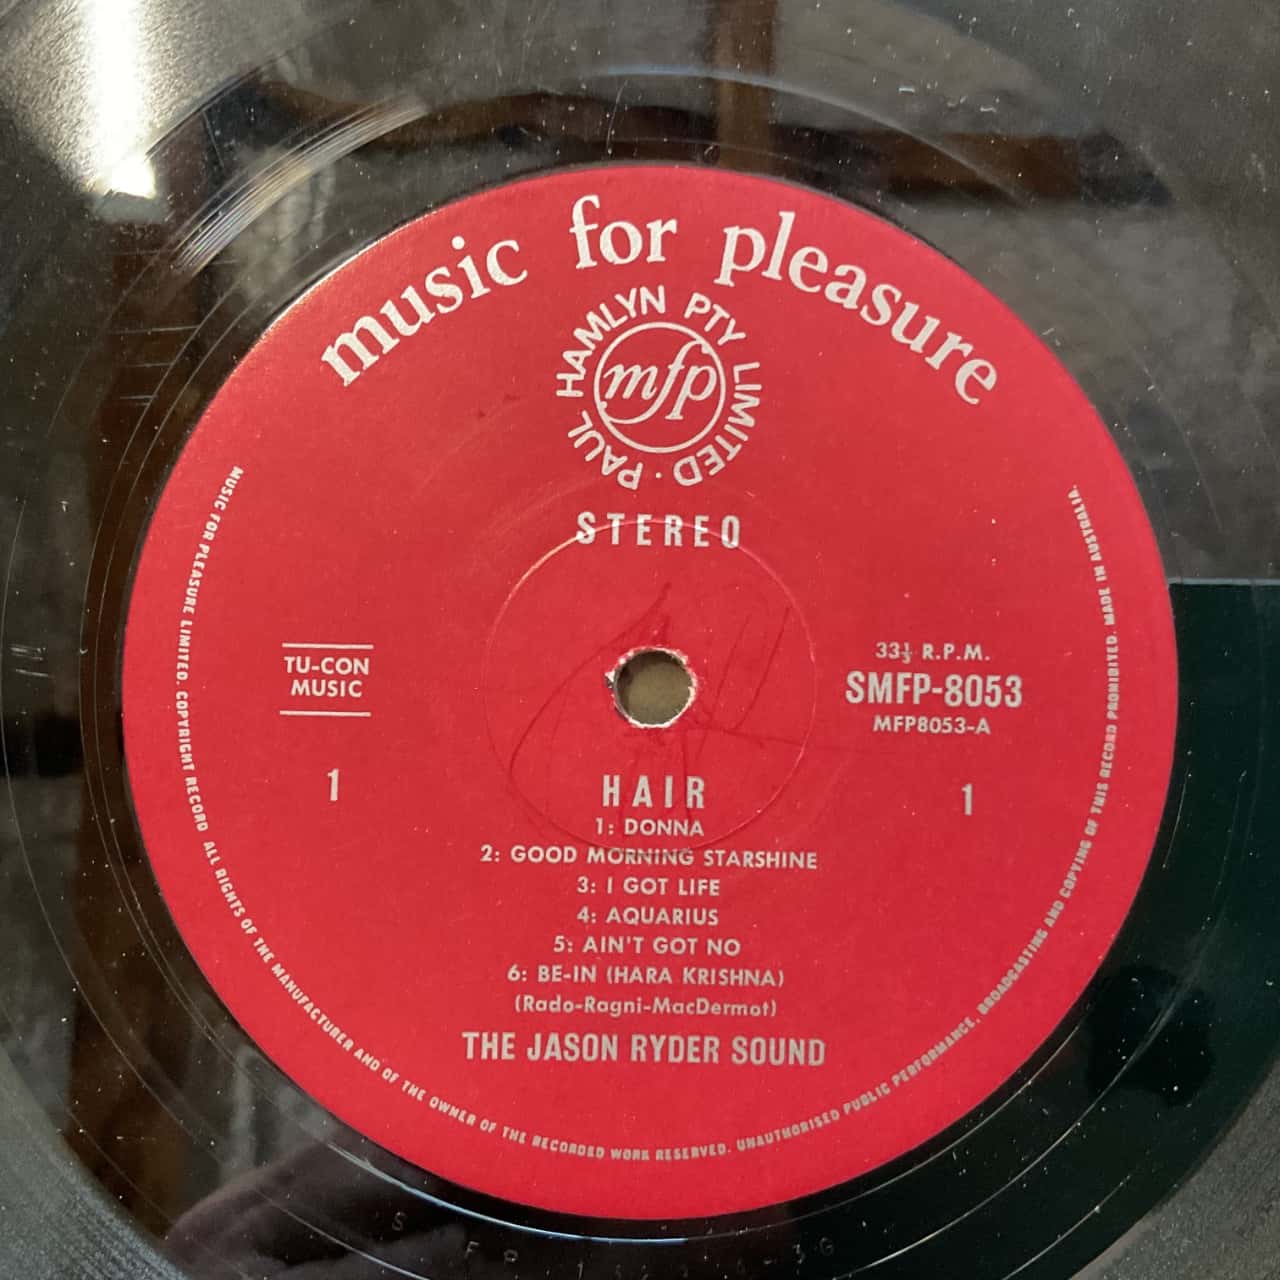 music for pleasure
PAUL HAMLYN PTY LIMITED ·
mfp
STEREO
TU-CON
MUSIC
33⅓ R.P.M.
SMFP-8053
MFP8053-A
1
1
HAIR
1: DONNA
2: GOOD MORNING STARSHINE
3: I GOT LIFE
4: AQUARIUS
5: AIN'T GOT NO
6: BE-IN (HARA KRISHNA)
(Rado-Ragni-MacDermot)
THE JASON RYDER SOUND
MUSIC FOR PLEASURE LIMITED. COPYRIGHT RECORD ALL RIGHTS OF THE MANUFACTURER AND OF THE OWNER OF THE RECORDED WORK RESERVED. UNAUTHORISED PUBLIC PERFORMANCE, BROADCASTING AND COPYING OF THIS RECORD PROHIBITED. MADE IN AUSTRALIA.